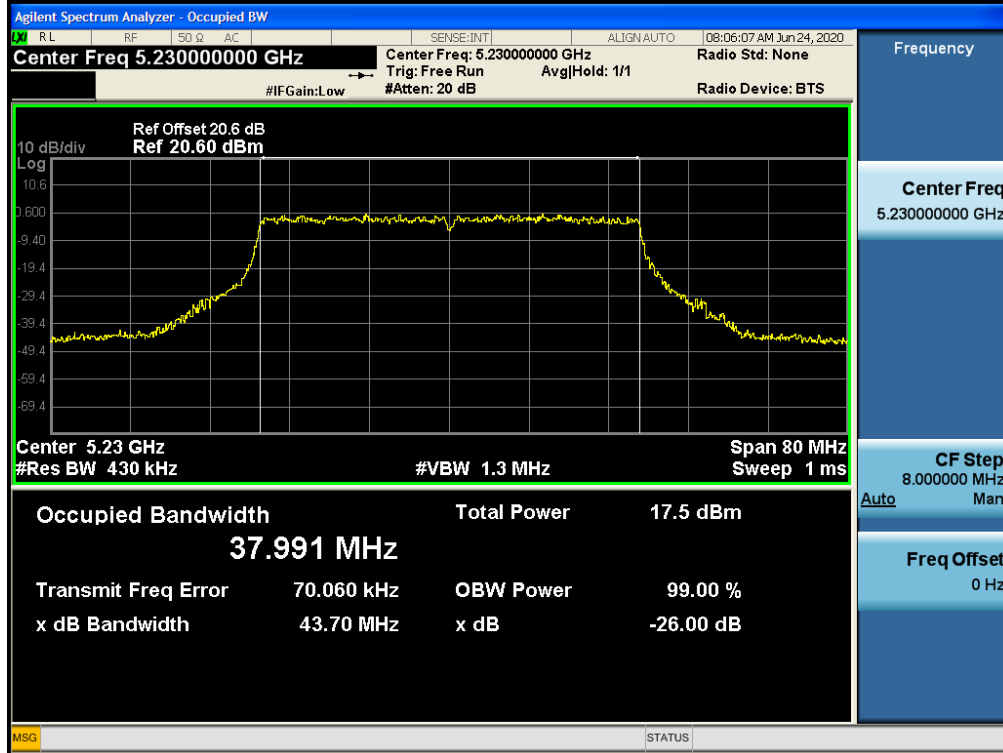 Agilent Spectrum Analyzer - Occupied BW
LXI RL RF 50 Ω AC SENSE:INT ALIGN AUTO 08:06:07 AM Jun 24, 2020
Center Freq 5.230000000 GHz
Center Freq: 5.230000000 GHz
Radio Std: None
Trig: Free Run Avg|Hold: 1/1
#IFGain:Low
#Atten: 20 dB
Radio Device: BTS
Ref Offset 20.6 dB
10 dB/div Ref 20.60 dBm
Log
10.6
0.600
-9.40
-19.4
-29.4
-39.4
-49.4
-59.4
-69.4
Center 5.23 GHz Span 80 MHz
#Res BW 430 kHz #VBW 1.3 MHz Sweep 1 ms
Occupied Bandwidth Total Power 17.5 dBm
37.991 MHz
Transmit Freq Error 70.060 kHz OBW Power 99.00 %
x dB Bandwidth 43.70 MHz x dB -26.00 dB
Frequency
Center Freq
5.230000000 GHz
CF Step
8.000000 MHz
Auto Man
Freq Offset
0 Hz
MSG STATUS